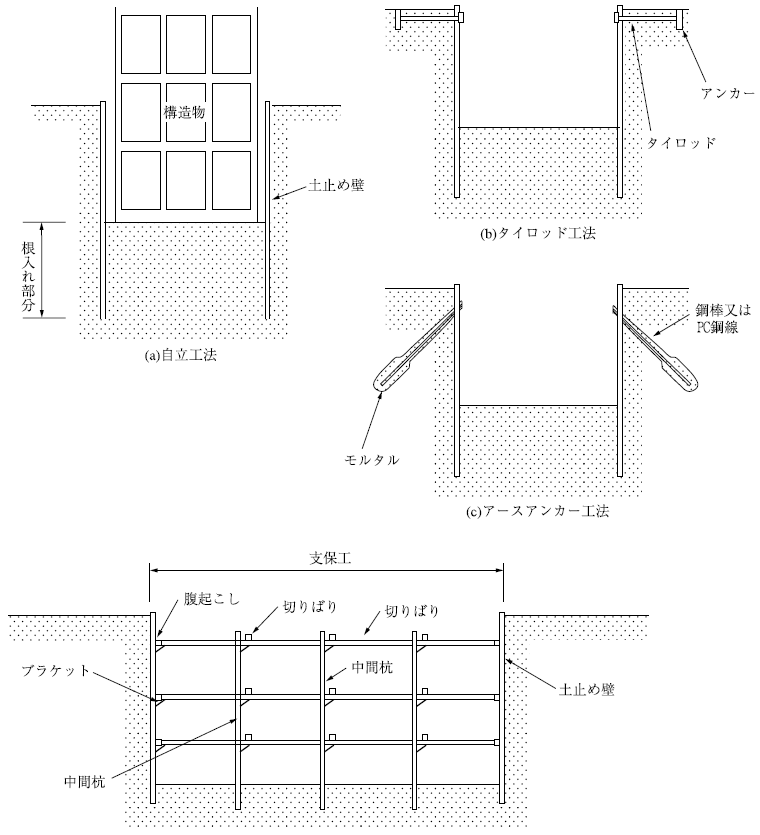 構造物
土止め壁
根入れ部分
(a)自立工法
アンカー
タイロッド
(b)タイロッド工法
鋼棒又は
PC鋼線
モルタル
(c)アースアンカー工法
支保工
腹起こし
切りばり
切りばり
ブラケット
中間杭
土止め壁
中間杭